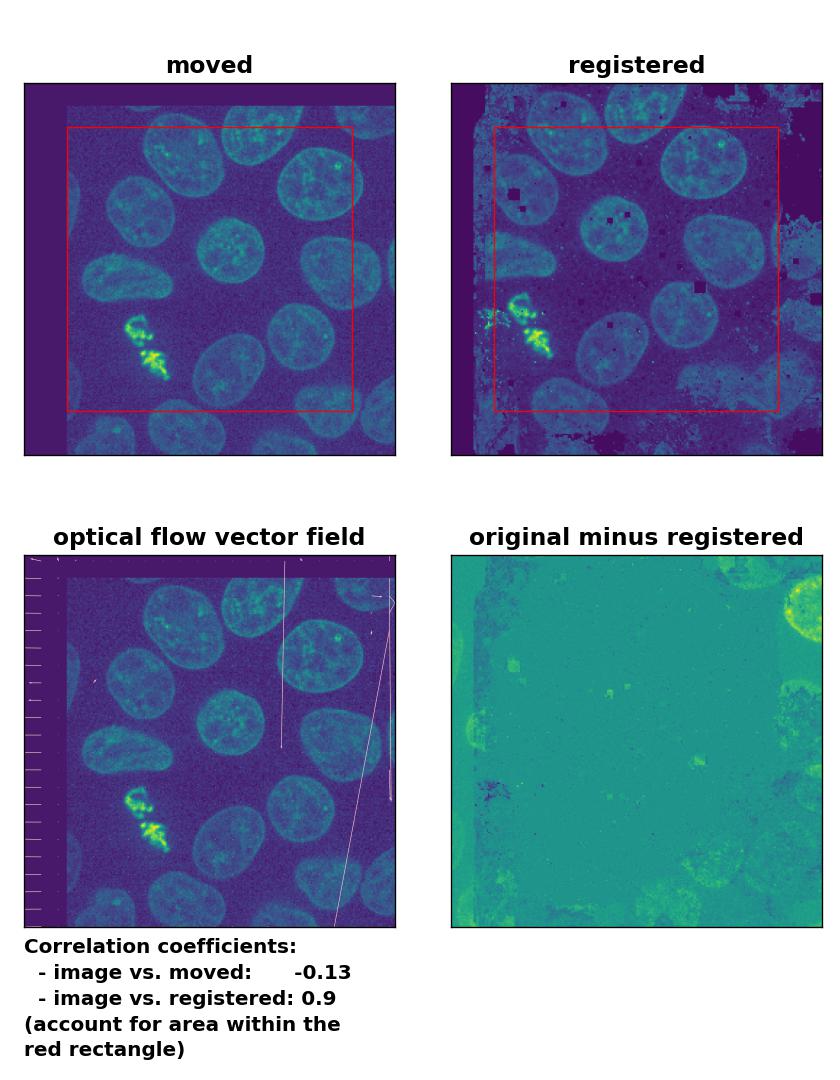 moved
registered
optical flow vector field
original minus registered
Correlation coefficients:
  - image vs. moved:      -0.13
  - image vs. registered: 0.9
(account for area within the
red rectangle)